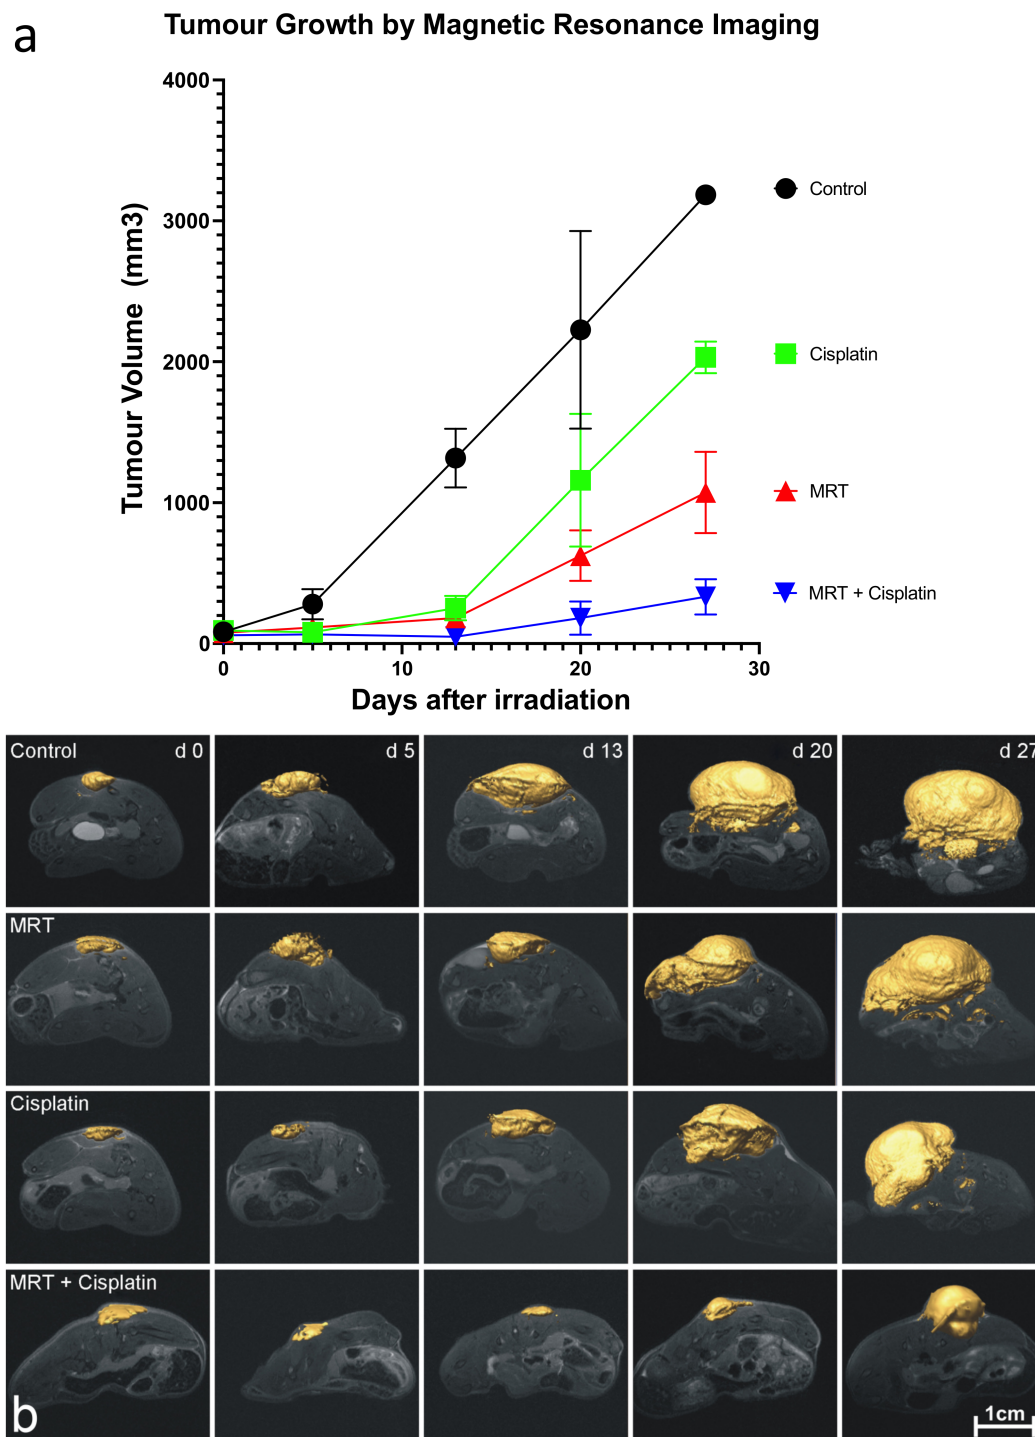 a
Tumour Growth by Magnetic Resonance Imaging
4000
3000
2000
1000
0
Tumour Volume (mm3)
0 10 20 30
Days after irradiation
Control
Cisplatin
MRT
MRT + Cisplatin
Control d 0 d 5 d 13 d 20 d 27
MRT
Cisplatin
MRT + Cisplatin
b
1cm